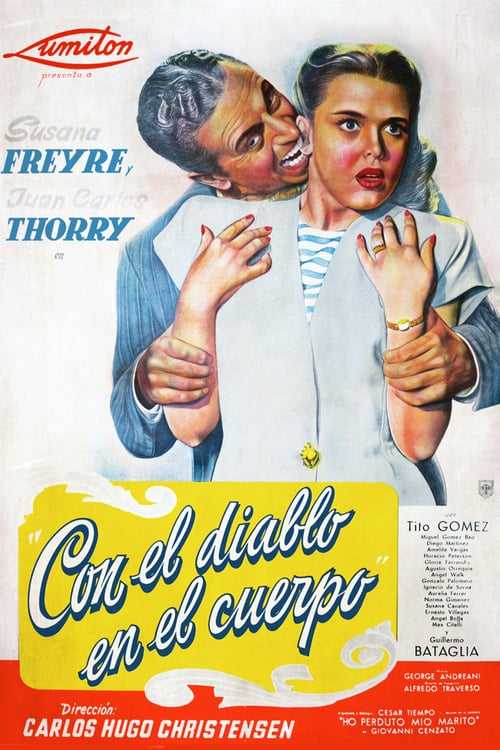 Lumiton
presenta a
Susana
FREYRE y
Juan Carlos
THORRY
en
"Con el diablo
en el cuerpo"
con
Tito GOMEZ
Miguel Gomez Bao
Diego Martinez
Amelita Vargas
Horacio Peterson
Gloria Ferrandiz
Agustin Orrequia
Angel Walk
Gonzalo Palomero
Ignacio de Soroa
Aurelia Ferrer
Norma Gimenez
Susana Canales
Ernesto Villegas
Angel Boffa
Max Citelli
y
Guillermo
BATAGLIA
GEORGE ANDREANI
ALFREDO TRAVERSO
Dirección:
CARLOS HUGO CHRISTENSEN
CESAR TIEMPO
"HO PERDUTO MIO MARITO"
de GIOVANNI CENZATO